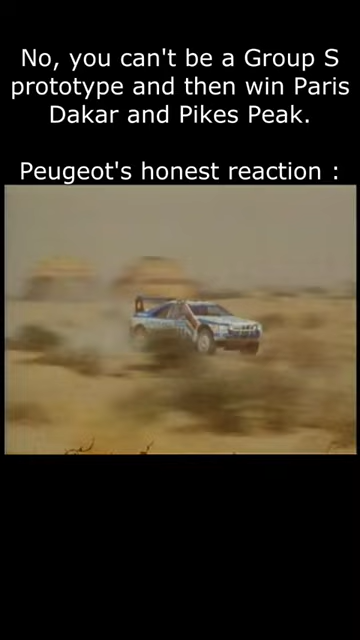 No, you can't be a Group S
prototype and then win Paris
Dakar and Pikes Peak.
Peugeot's honest reaction :